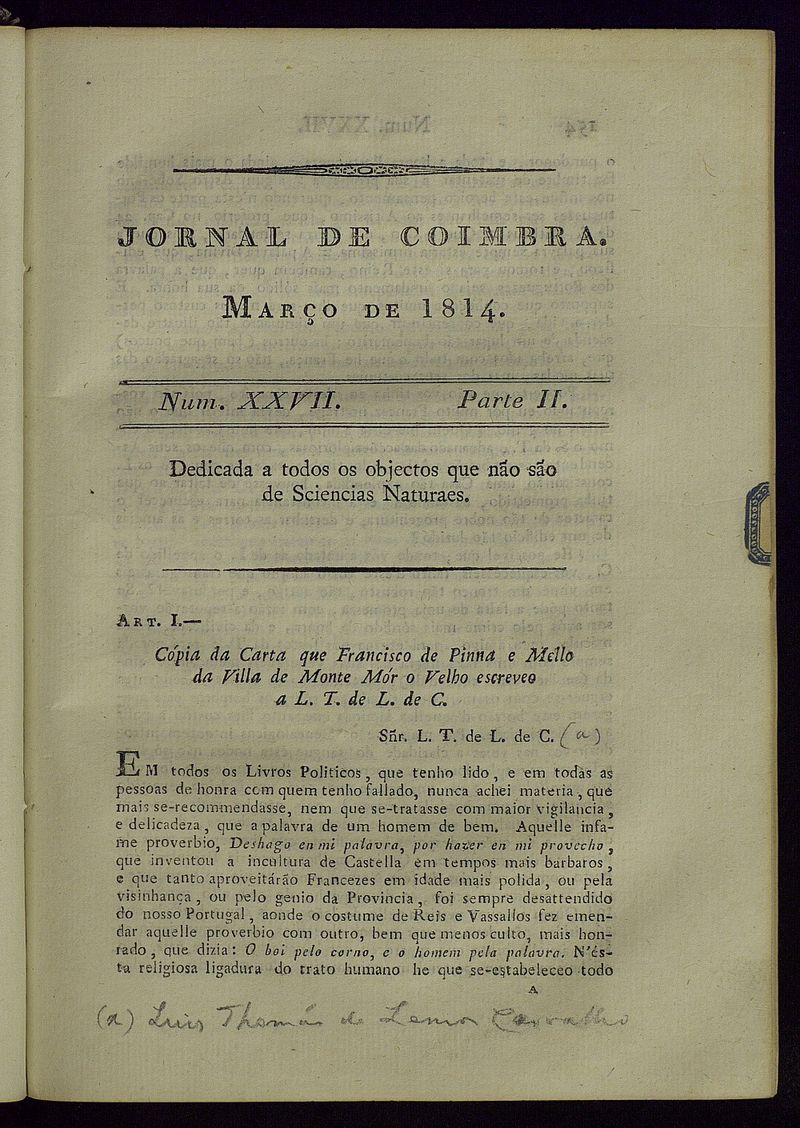 JORNAL DE COIMBRA.
MARÇO DE 1814.
Num. XXVII. Parte II.
Dedicada a todos os objectos que não são
de Sciencias Naturaes.
ART. I.—
Cópia da Carta que Francisco de Pinna e Mello
da Villa de Monte Mór o Velho escreveo
a L. T. de L. de C.
Sñr. L. T. de L. de C. (a)
EM todos os Livros Politicos, que tenho lido, e em todas as
pessoas de honra com quem tenho fallado, nunca achei materia, que
mais se-recommendasse, nem que se-tratasse com maior vigilancia,
e delicadeza, que a palavra de um homem de bem. Aquelle infa-
me proverbio, Deshago en mi palavra, por hazer en mi provecho,
que inventou a incultura de Castella em tempos mais barbaros,
e que tanto aproveitárão Francezes em idade mais polida, ou pela
visinhança, ou pelo genio da Provincia, foi sempre desattendido
do nosso Portugal, aonde o costume de Reis e Vassallos fez emen-
dar aquelle proverbio com outro, bem que menos culto, mais hon-
rado, que dizia: O boi pelo corno, e o homem pela palavra. N'és-
ta religiosa ligadura do trato humano he que se-estabeleceo todo
A
(a) Luis Thomé de Lemos Carvalho